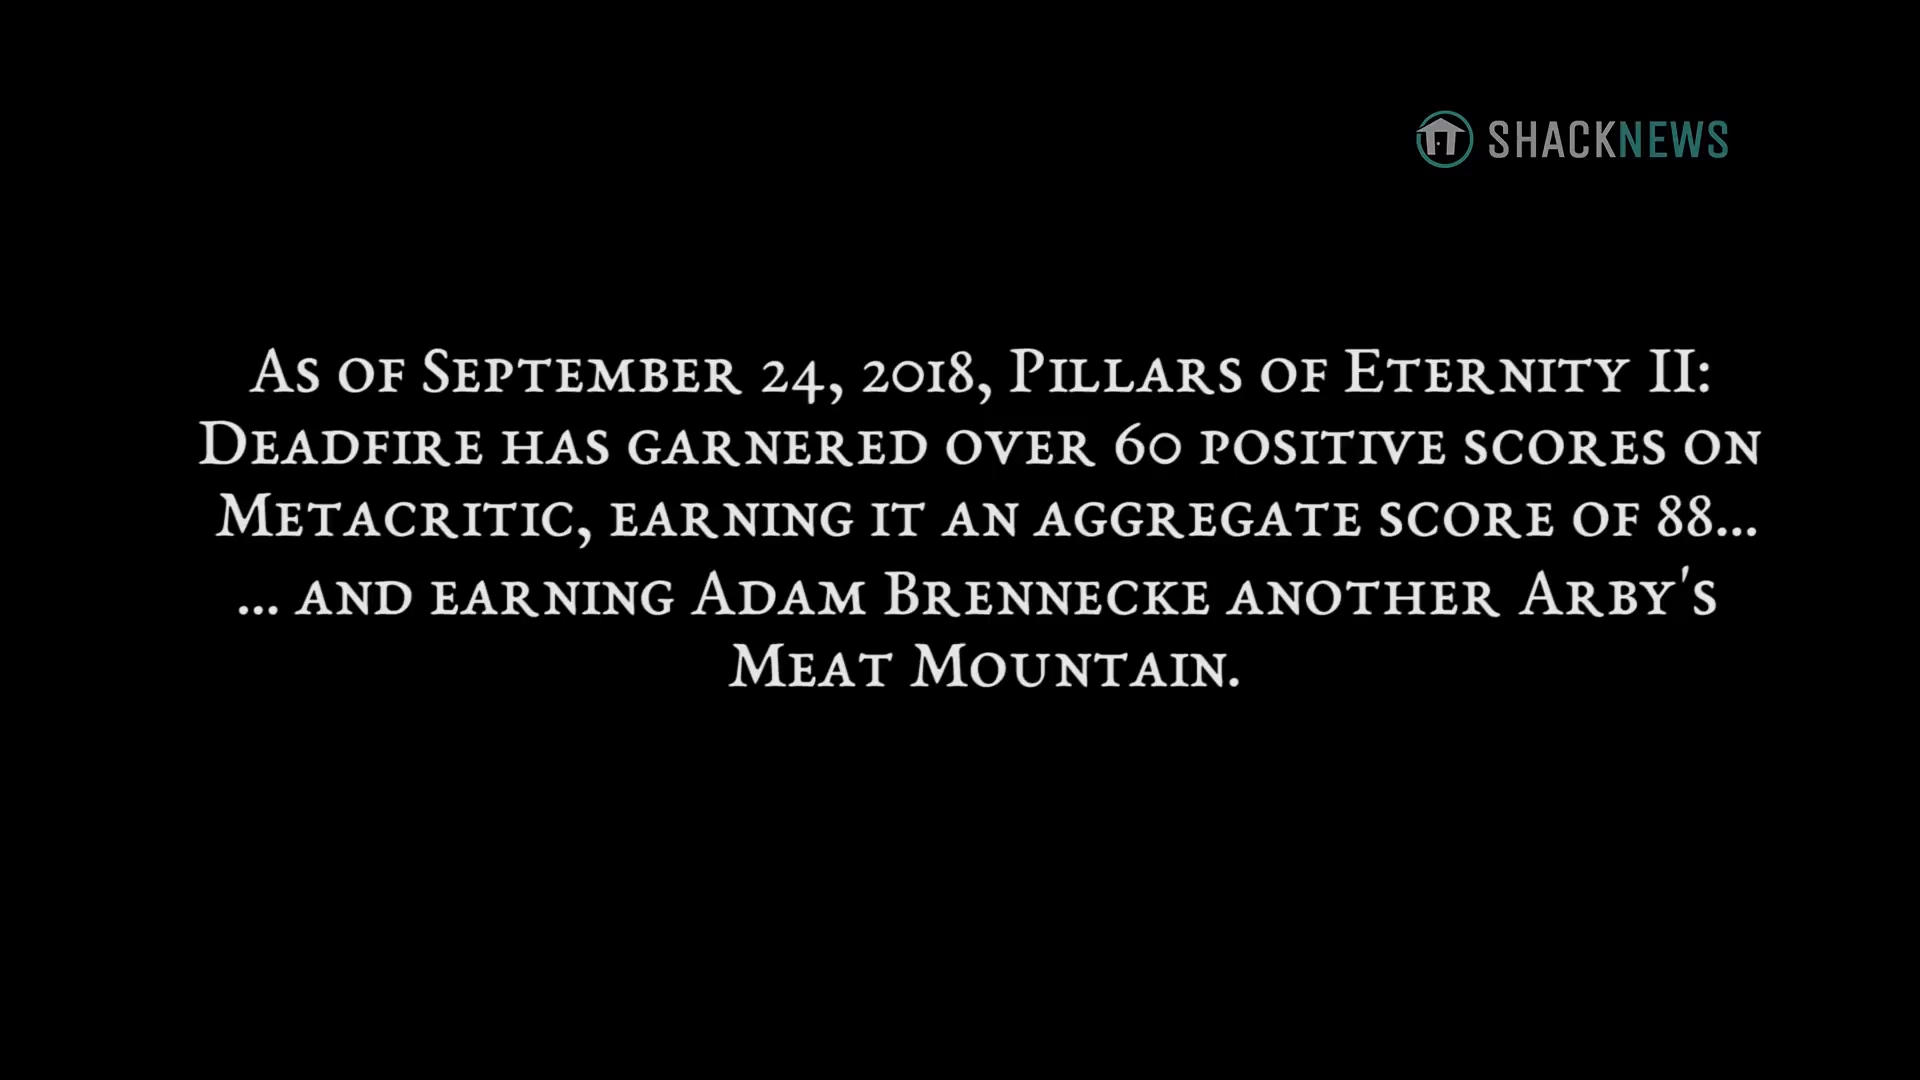 SHACKNEWS
As of September 24, 2018, Pillars of Eternity II:
Deadfire has garnered over 60 positive scores on
Metacritic, earning it an aggregate score of 88...
... and earning Adam Brennecke another Arby's
Meat Mountain.